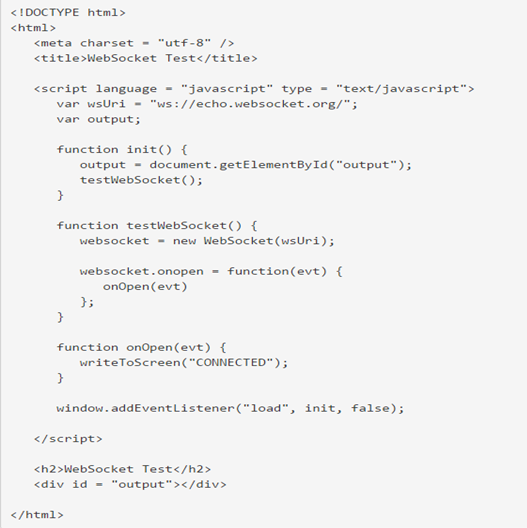 <!DOCTYPE html>
<html>
   <meta charset = "utf-8" />
   <title>WebSocket Test</title>

   <script language = "javascript" type = "text/javascript">
      var wsUri = "ws://echo.websocket.org/";
      var output;

      function init() {
         output = document.getElementById("output");
         testWebSocket();
      }

      function testWebSocket() {
         websocket = new WebSocket(wsUri);

         websocket.onopen = function(evt) {
            onOpen(evt)
         };
      }

      function onOpen(evt) {
         writeToScreen("CONNECTED");
      }

      window.addEventListener("load", init, false);

   </script>

   <h2>WebSocket Test</h2>
   <div id = "output"></div>

</html>